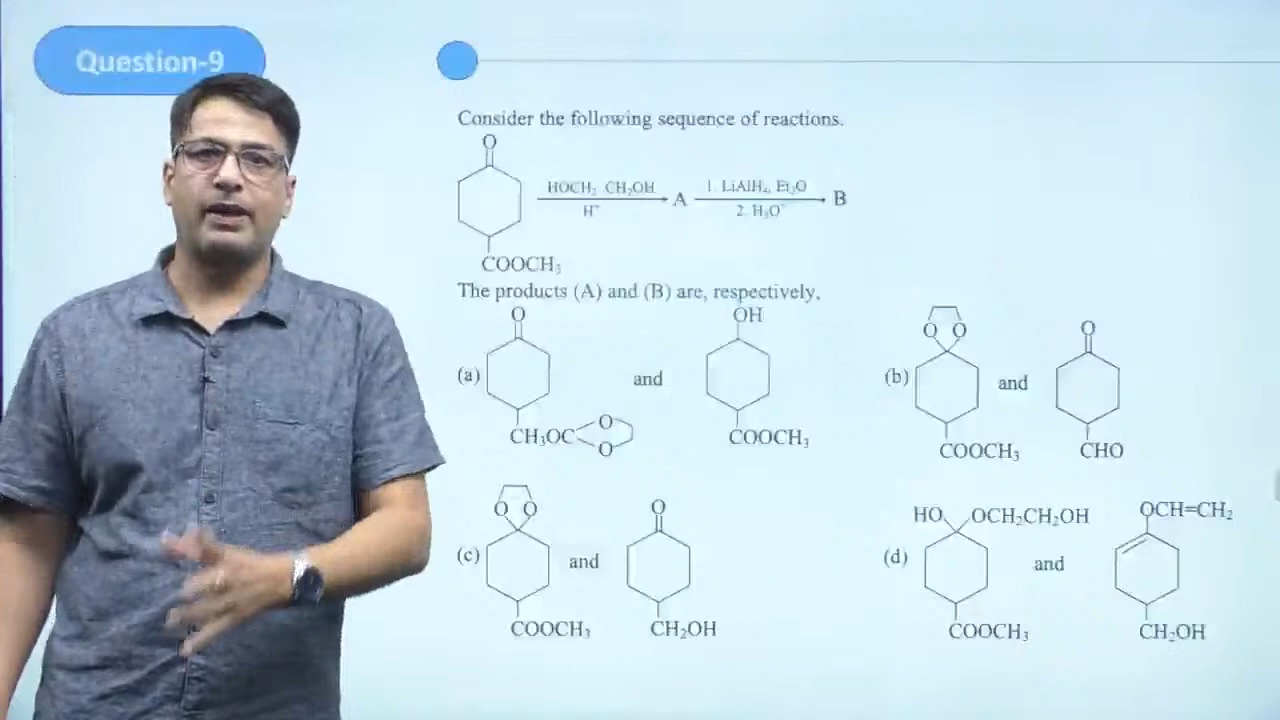 Question-9
Consider the following sequence of reactions.
O
HOCH₂ CH₂OH
H⁺
A
1. LiAlH₄, Et₂O
2. H₃O⁺
B
COOCH₃
The products (A) and (B) are, respectively,
(a)
O
CH₃OC
O
O
and
OH
COOCH₃
(b)
O O
COOCH₃
and
O
CHO
(c)
O O
COOCH₃
and
O
CH₂OH
(d)
HO OCH₂CH₂OH
COOCH₃
and
OCH=CH₂
CH₂OH